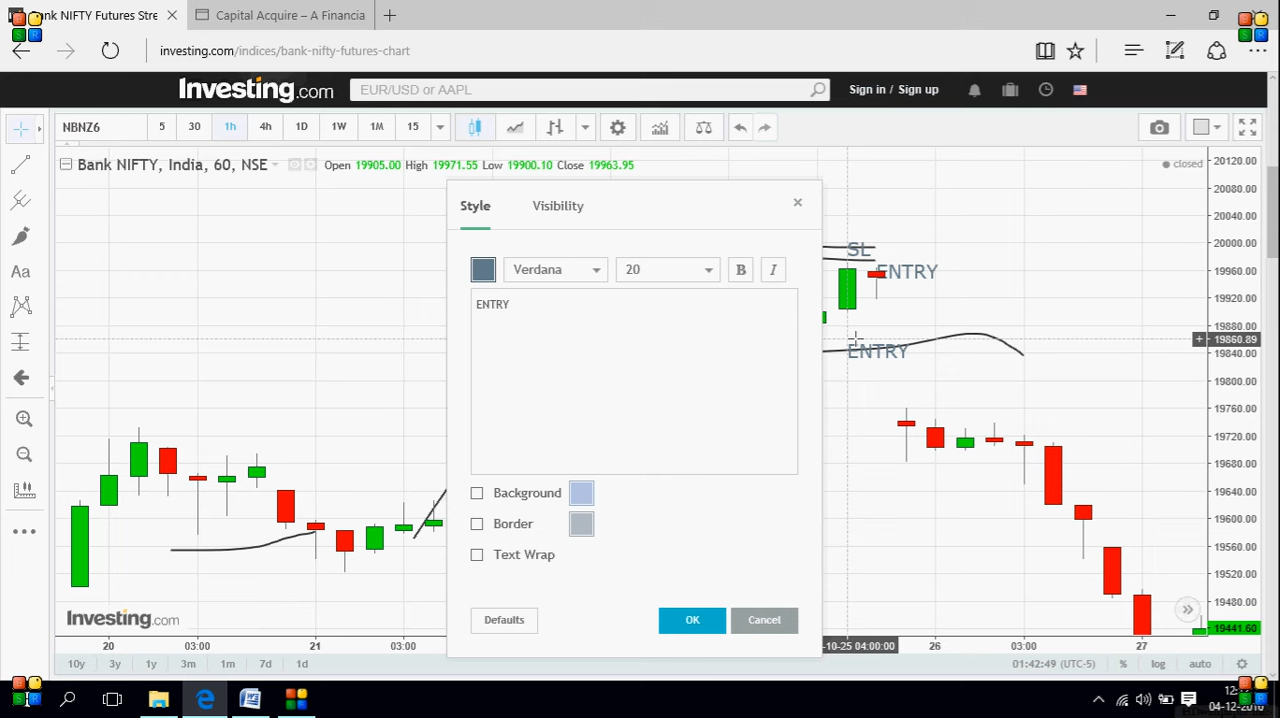 Bank NIFTY Futures Stre
Capital Acquire – A Financia
investing.com/indices/bank-nifty-futures-chart
Investing.com
EUR/USD or AAPL
Sign in / Sign up
NBNZ6
5
30
1h
4h
1D
1W
1M
15
Bank NIFTY, India, 60, NSE
Open 19905.00 High 19971.55 Low 19900.10 Close 19963.95
closed
Style
Visibility
Verdana
20
B
I
ENTRY
Background
Border
Text Wrap
Defaults
OK
Cancel
SL
ENTRY
ENTRY
Aa
20120.00
20080.00
20040.00
20000.00
19960.00
19920.00
19880.00
19860.89
19840.00
19800.00
19760.00
19720.00
19680.00
19640.00
19600.00
19560.00
19520.00
19480.00
19441.60
Investing.com
20
03:00
21
03:00
-10-25 04:00:00
26
03:00
27
10y
3y
1y
3m
1m
7d
1d
01:42:49 (UTC-5)
%
log
auto
S
R
S
R
S
R
04-12-2016